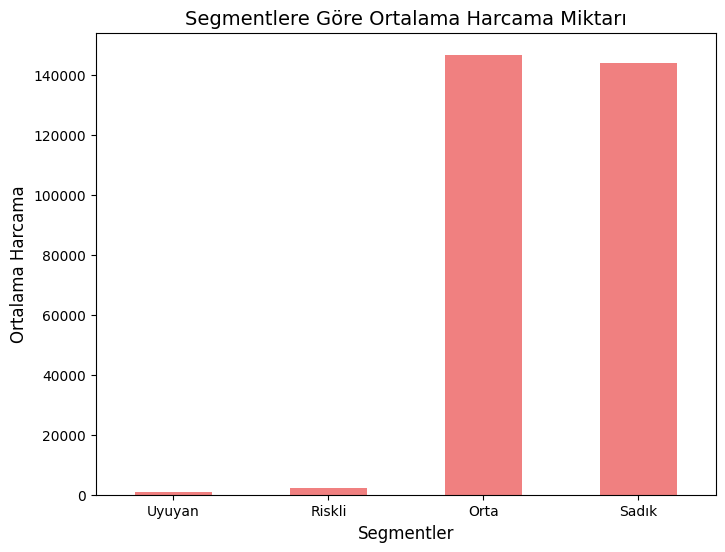 Segmentlere Göre Ortalama Harcama Miktarı
Ortalama Harcama
140000
120000
100000
80000
60000
40000
20000
0
Uyuyan
Riskli
Orta
Sadık
Segmentler